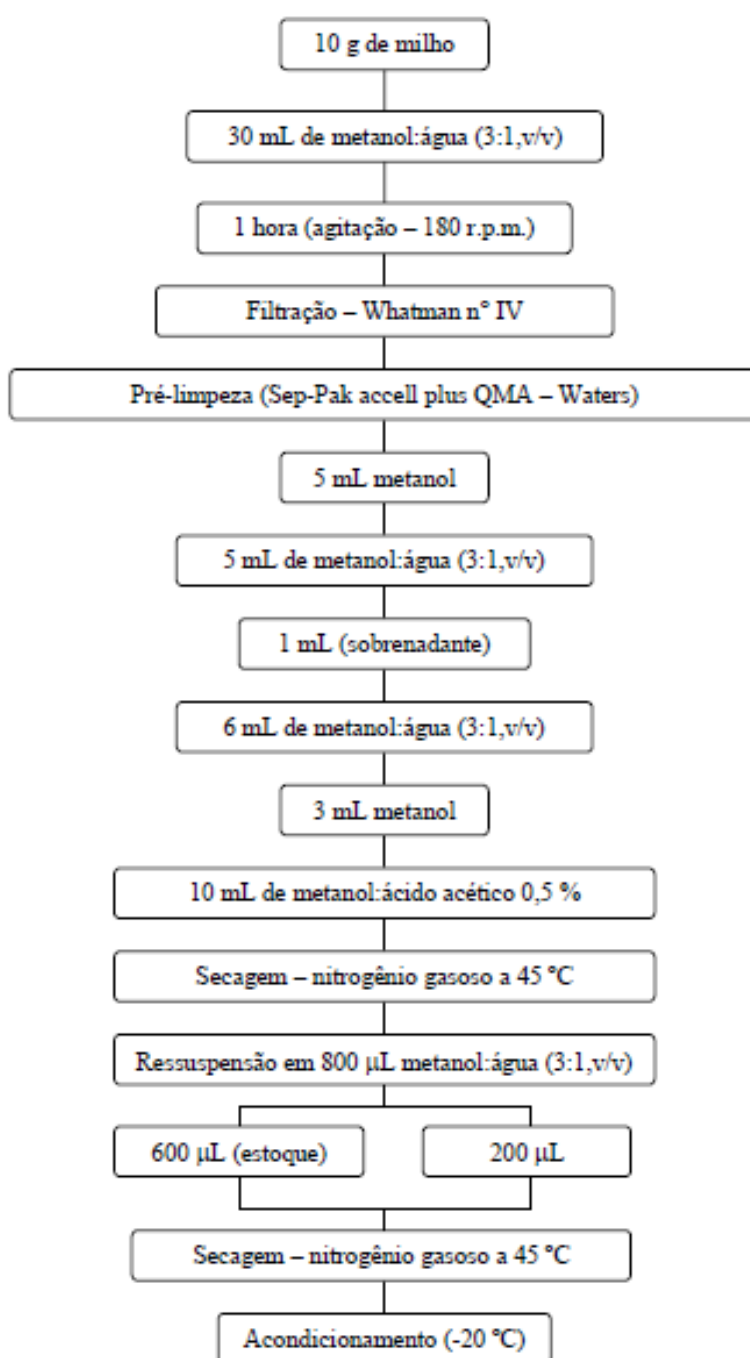 10 g de milho
30 mL de metanol:água (3:1,v/v)
1 hora (agitação – 180 r.p.m.)
Filtração – Whatman nº IV
Pré-limpeza (Sep-Pak accell plus QMA – Waters)
5 mL metanol
5 mL de metanol:água (3:1,v/v)
1 mL (sobrenadante)
6 mL de metanol:água (3:1,v/v)
3 mL metanol
10 mL de metanol:ácido acético 0,5 %
Secagem – nitrogênio gasoso a 45 ºC
Ressuspensão em 800 μL metanol:água (3:1,v/v)
600 μL (estoque)
200 μL
Secagem – nitrogênio gasoso a 45 ºC
Acondicionamento (-20 ºC)